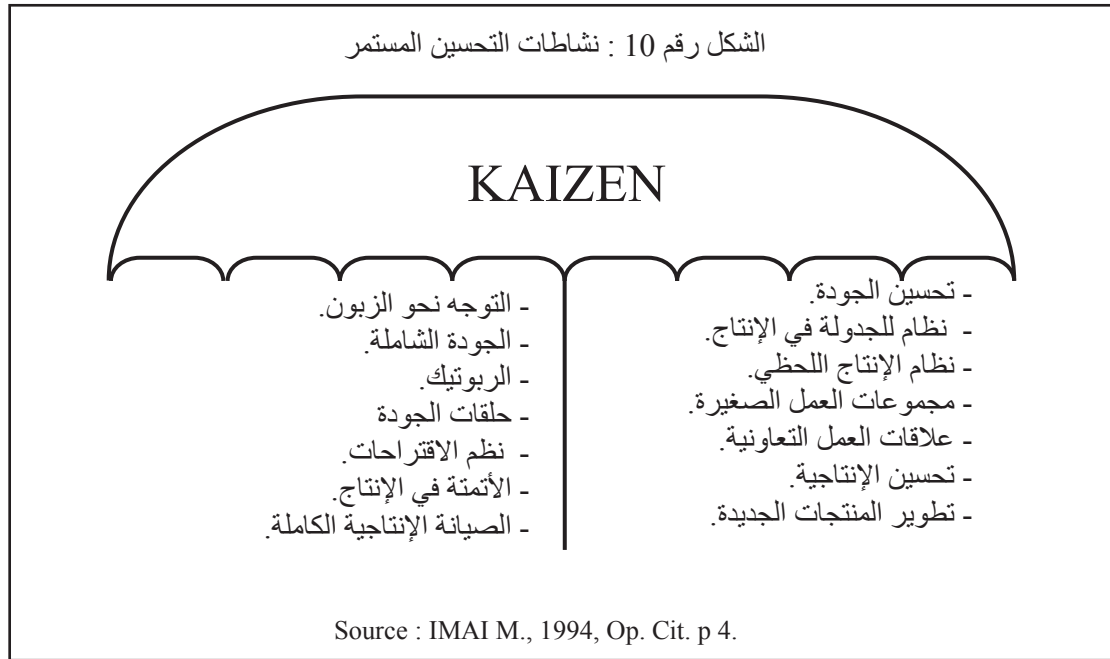 الشكل رقم 10 : نشاطات التحسين المستمر
KAIZEN
- تحسين الجودة.
- نظام للجدولة في الإنتاج.
- نظام الإنتاج اللحظي.
- مجموعات العمل الصغيرة.
- علاقات العمل التعاونية.
- تحسين الإنتاجية.
- تطوير المنتجات الجديدة.
- التوجه نحو الزبون.
- الجودة الشاملة.
- الربوتيك.
- حلقات الجودة
- نظم الاقتراحات.
- الأتمتة في الإنتاج.
- الصيانة الإنتاجية الكاملة.
Source : IMAI M., 1994, Op. Cit. p 4.